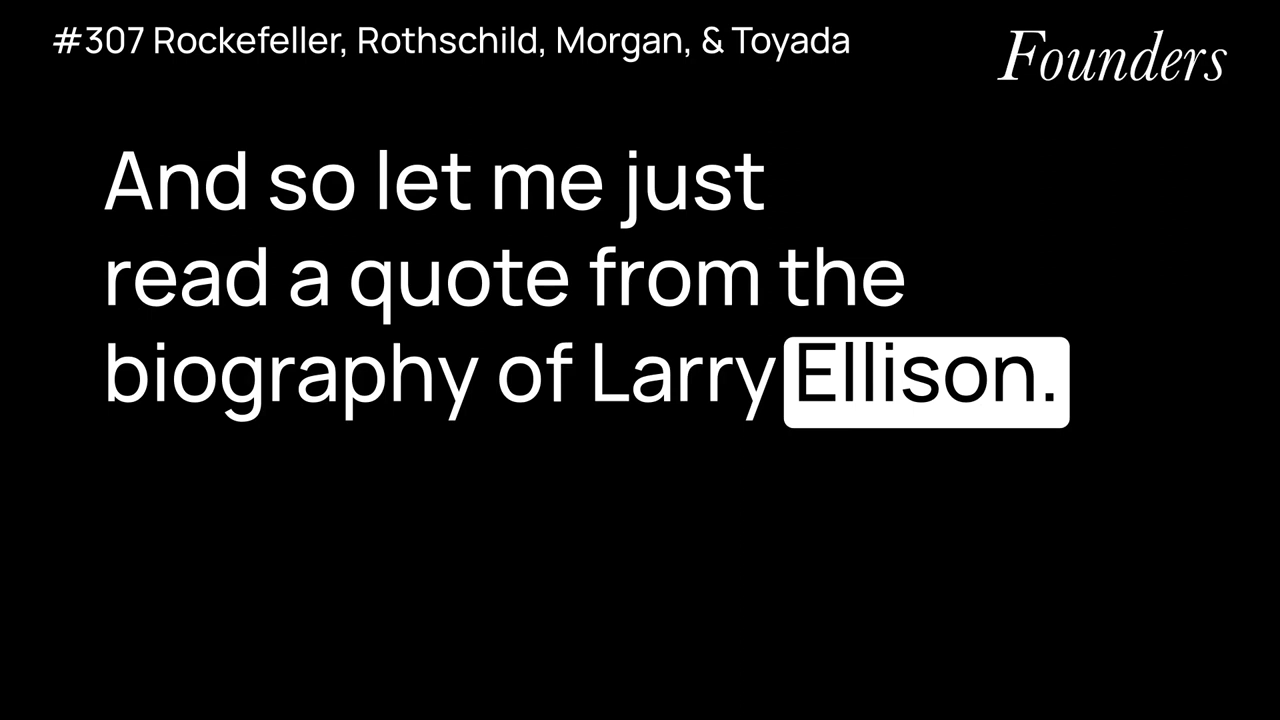 #307 Rockefeller, Rothschild, Morgan, & Toyada
Founders
And so let me just
read a quote from the
biography of Larry Ellison.